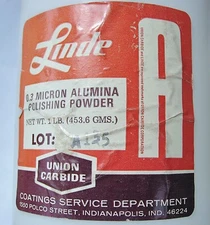 Linde
A
0.3 MICRON ALUMINA
POLISHING POWDER
NET WT. 1 LB. (453.6 GMS.)
LOT: A135
UNION
CARBIDE
COATINGS SERVICE DEPARTMENT
1500 POLCO STREET, INDIANAPOLIS, IND. 46224